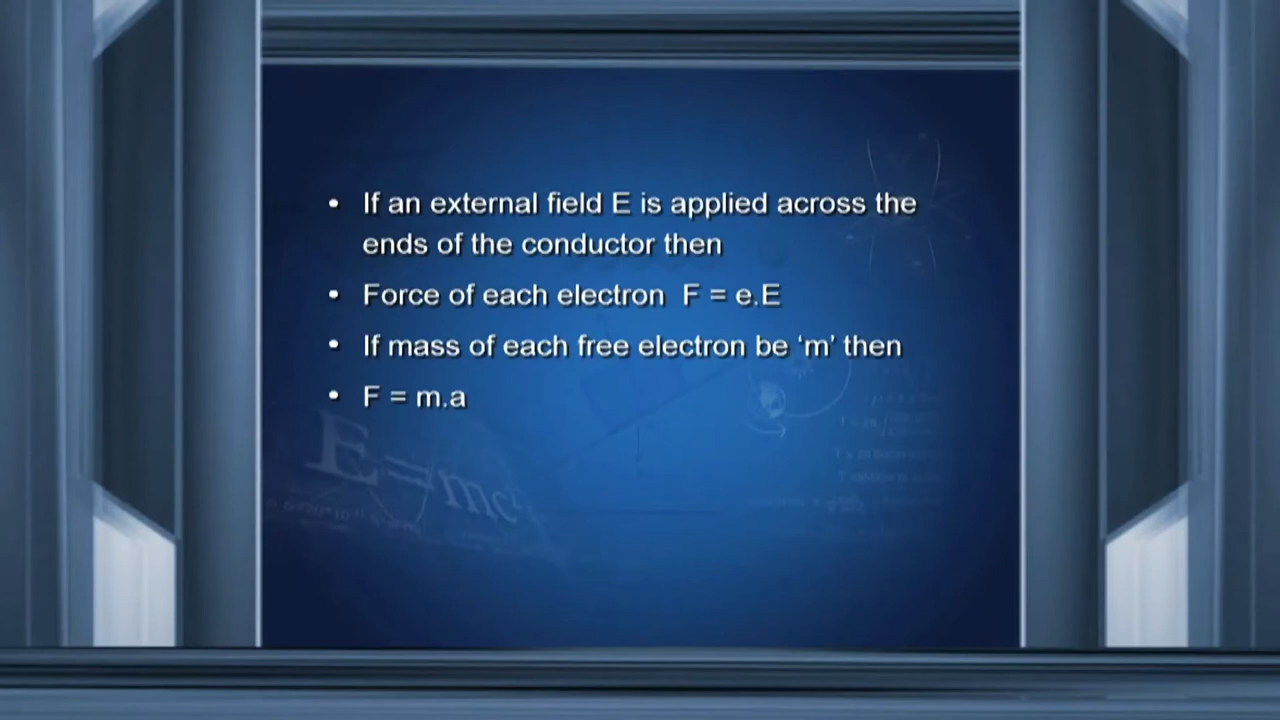 • If an external field E is applied across the
ends of the conductor then
• Force of each electron F = e.E
• If mass of each free electron be ‘m’ then
• F = m.a
E=mc²